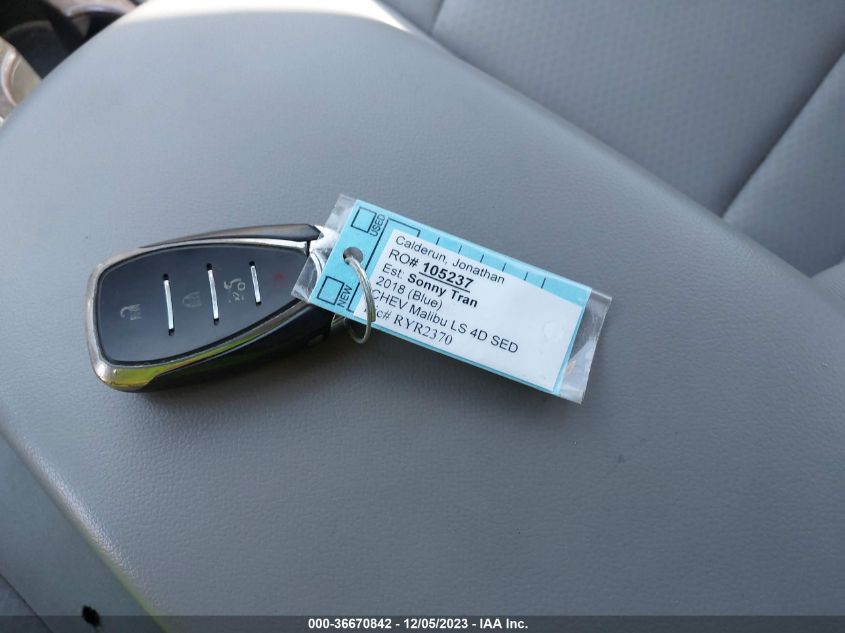 USED
NEW
Calderun, Jonathan
RO# 105237
Est: Sonny Tran
2018 (Blue)
CHEV Malibu LS 4D SED
c# RYR2370
000-36670842 - 12/05/2023 - IAA Inc.